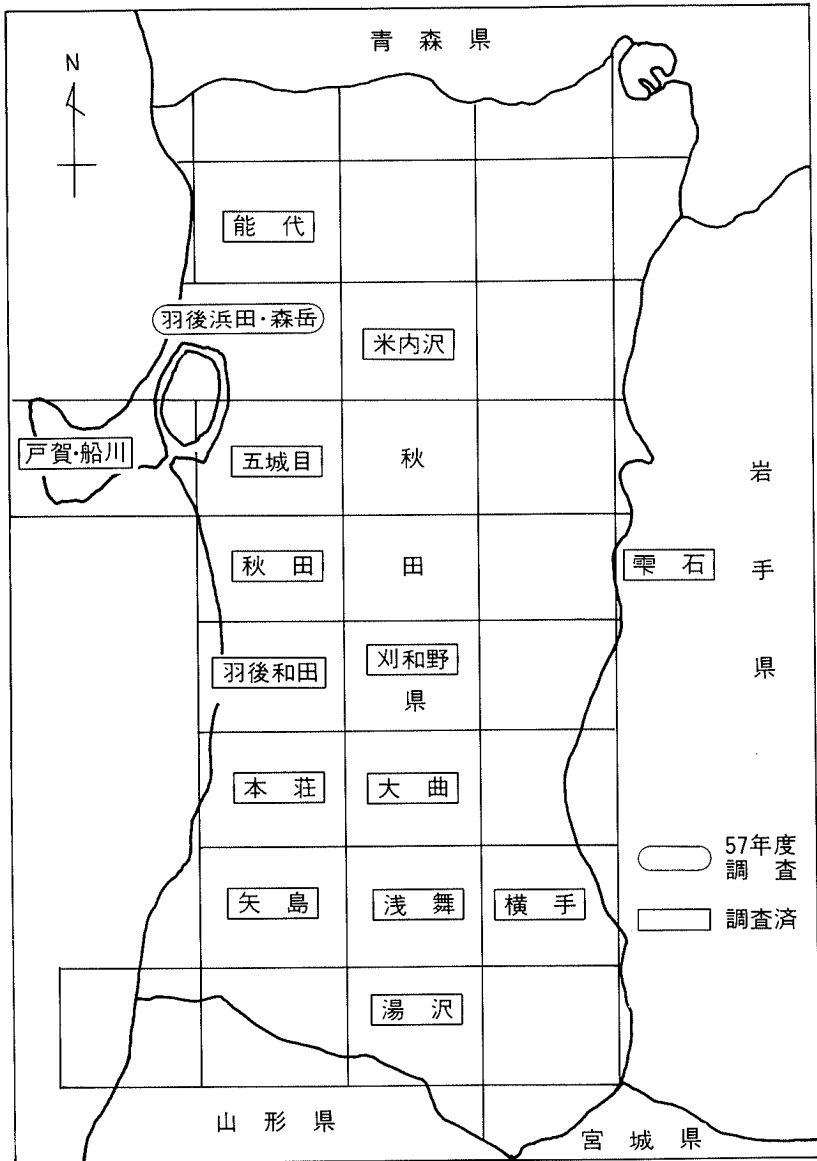 青森県
N
能代
羽後浜田・森岳
米内沢
戸賀・船川
五城目
秋田県
岩手県
秋田
雫石
羽後和田
刈和野
本荘
大曲
57年度
調査
矢島
浅舞
横手
調査済
湯沢
山形県
宮城県